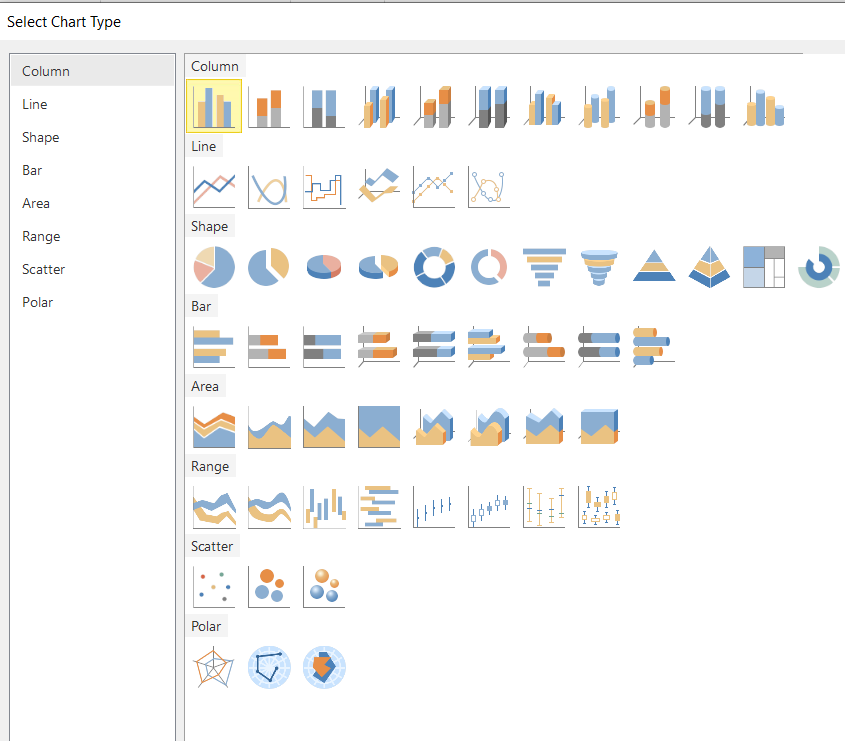 Select Chart Type
Column
Line
Shape
Bar
Area
Range
Scatter
Polar
Column
Line
Shape
Bar
Area
Range
Scatter
Polar